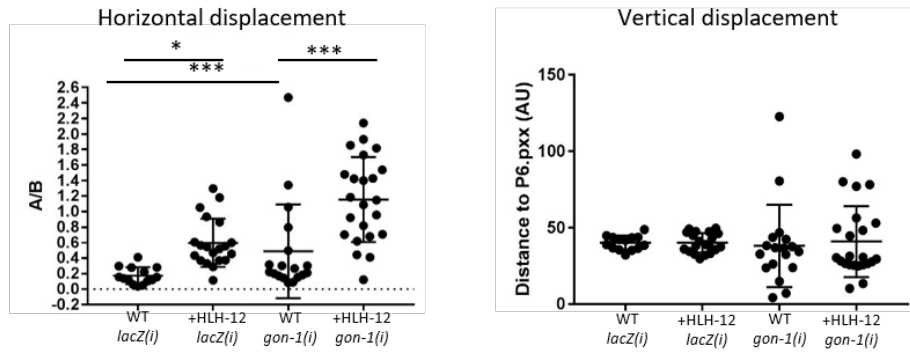 Horizontal displacement
*
***
***
2.6
2.4
2.2
2.0
1.8
1.6
1.4
1.2
1.0
0.8
0.6
0.4
0.2
0.0
-0.2
A/B
WT
lacZ(i)
+HLH-12
lacZ(i)
WT
gon-1(i)
+HLH-12
gon-1(i)
Vertical displacement
150
100
50
0
Distance to P6.pxx (AU)
WT
lacZ(i)
+HLH-12
lacZ(i)
WT
gon-1(i)
+HLH-12
gon-1(i)